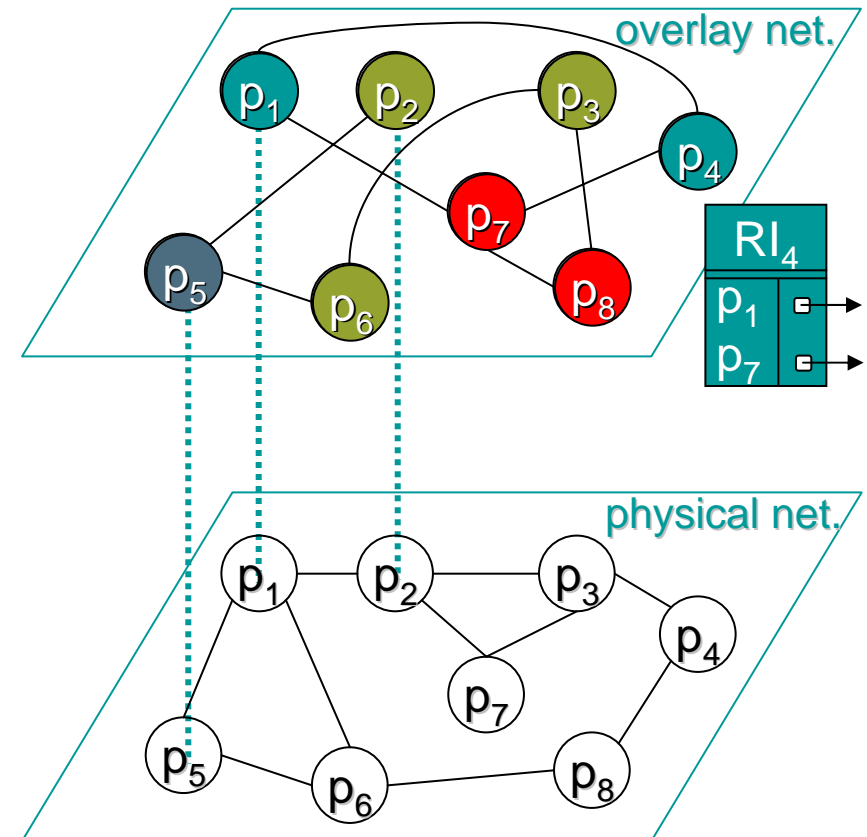 overlay net.
p₁ p₂ p₃
p₄
p₇
p₅ p₆ p₈
RI₄
p₁
p₇
physical net.
p₁ p₂ p₃
p₄
p₇
p₅ p₆ p₈